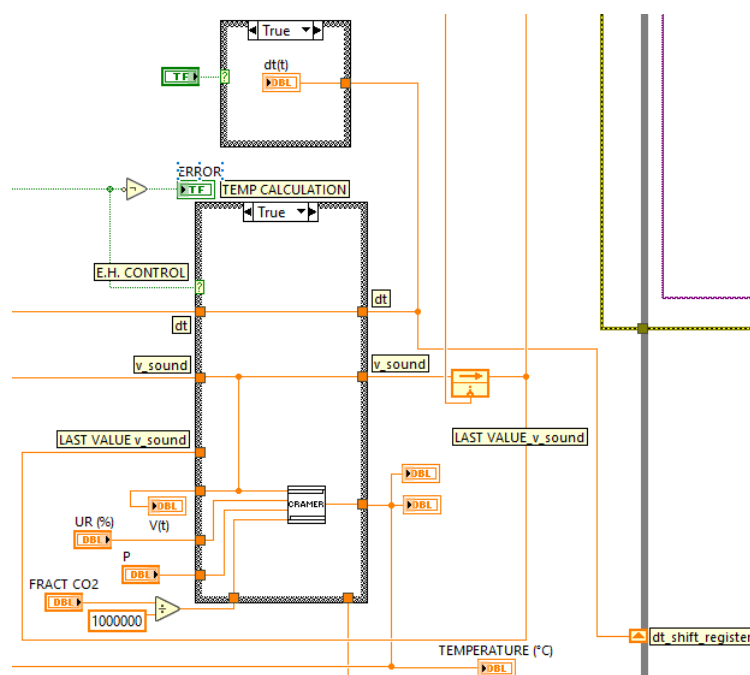 True
dt(t)
TF
DBL
ERROR
TF
TEMP CALCULATION
True
E.H. CONTROL
dt
dt
v_sound
v_sound
LAST VALUE v_sound
LAST VALUE_v_sound
DBL
DBL
CRAMER
DBL
UR (%)
V(t)
DBL
P
DBL
FRACT CO2
DBL
1000000
dt_shift_register
TEMPERATURE (°C)
DBL